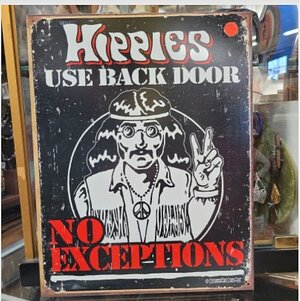 HIPPIES
USE BACK DOOR
NO
EXCEPTIONS